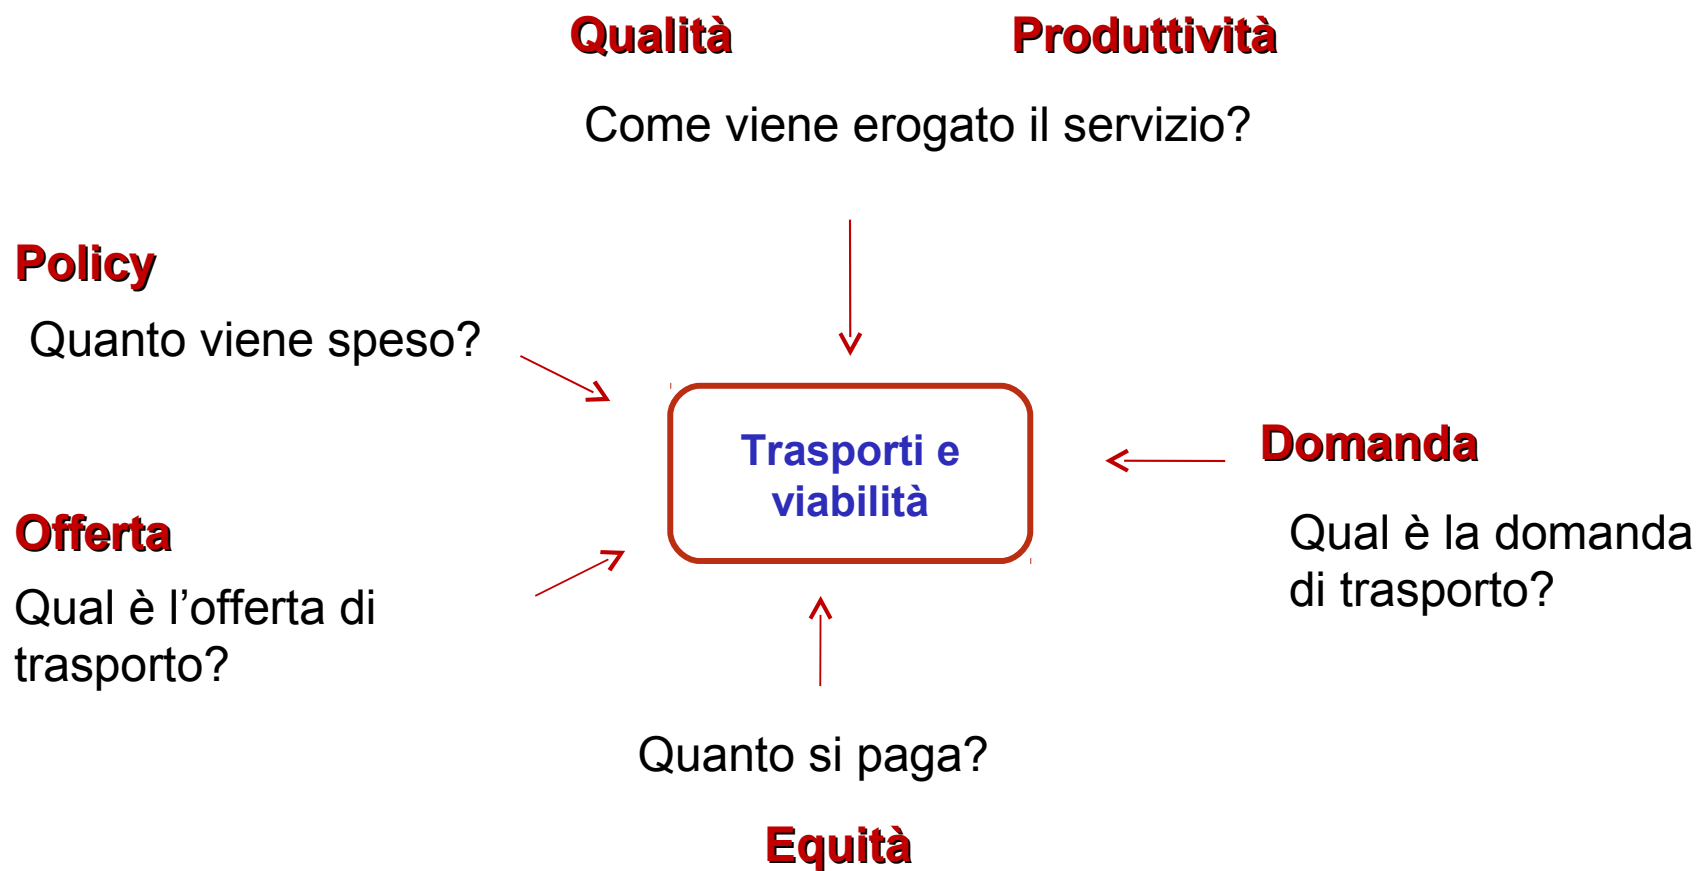 Qualità
Produttività
Come viene erogato il servizio?
Policy
Quanto viene speso?
Trasporti e
viabilità
Domanda
Qual è la domanda
di trasporto?
Offerta
Qual è l’offerta di
trasporto?
Quanto si paga?
Equità